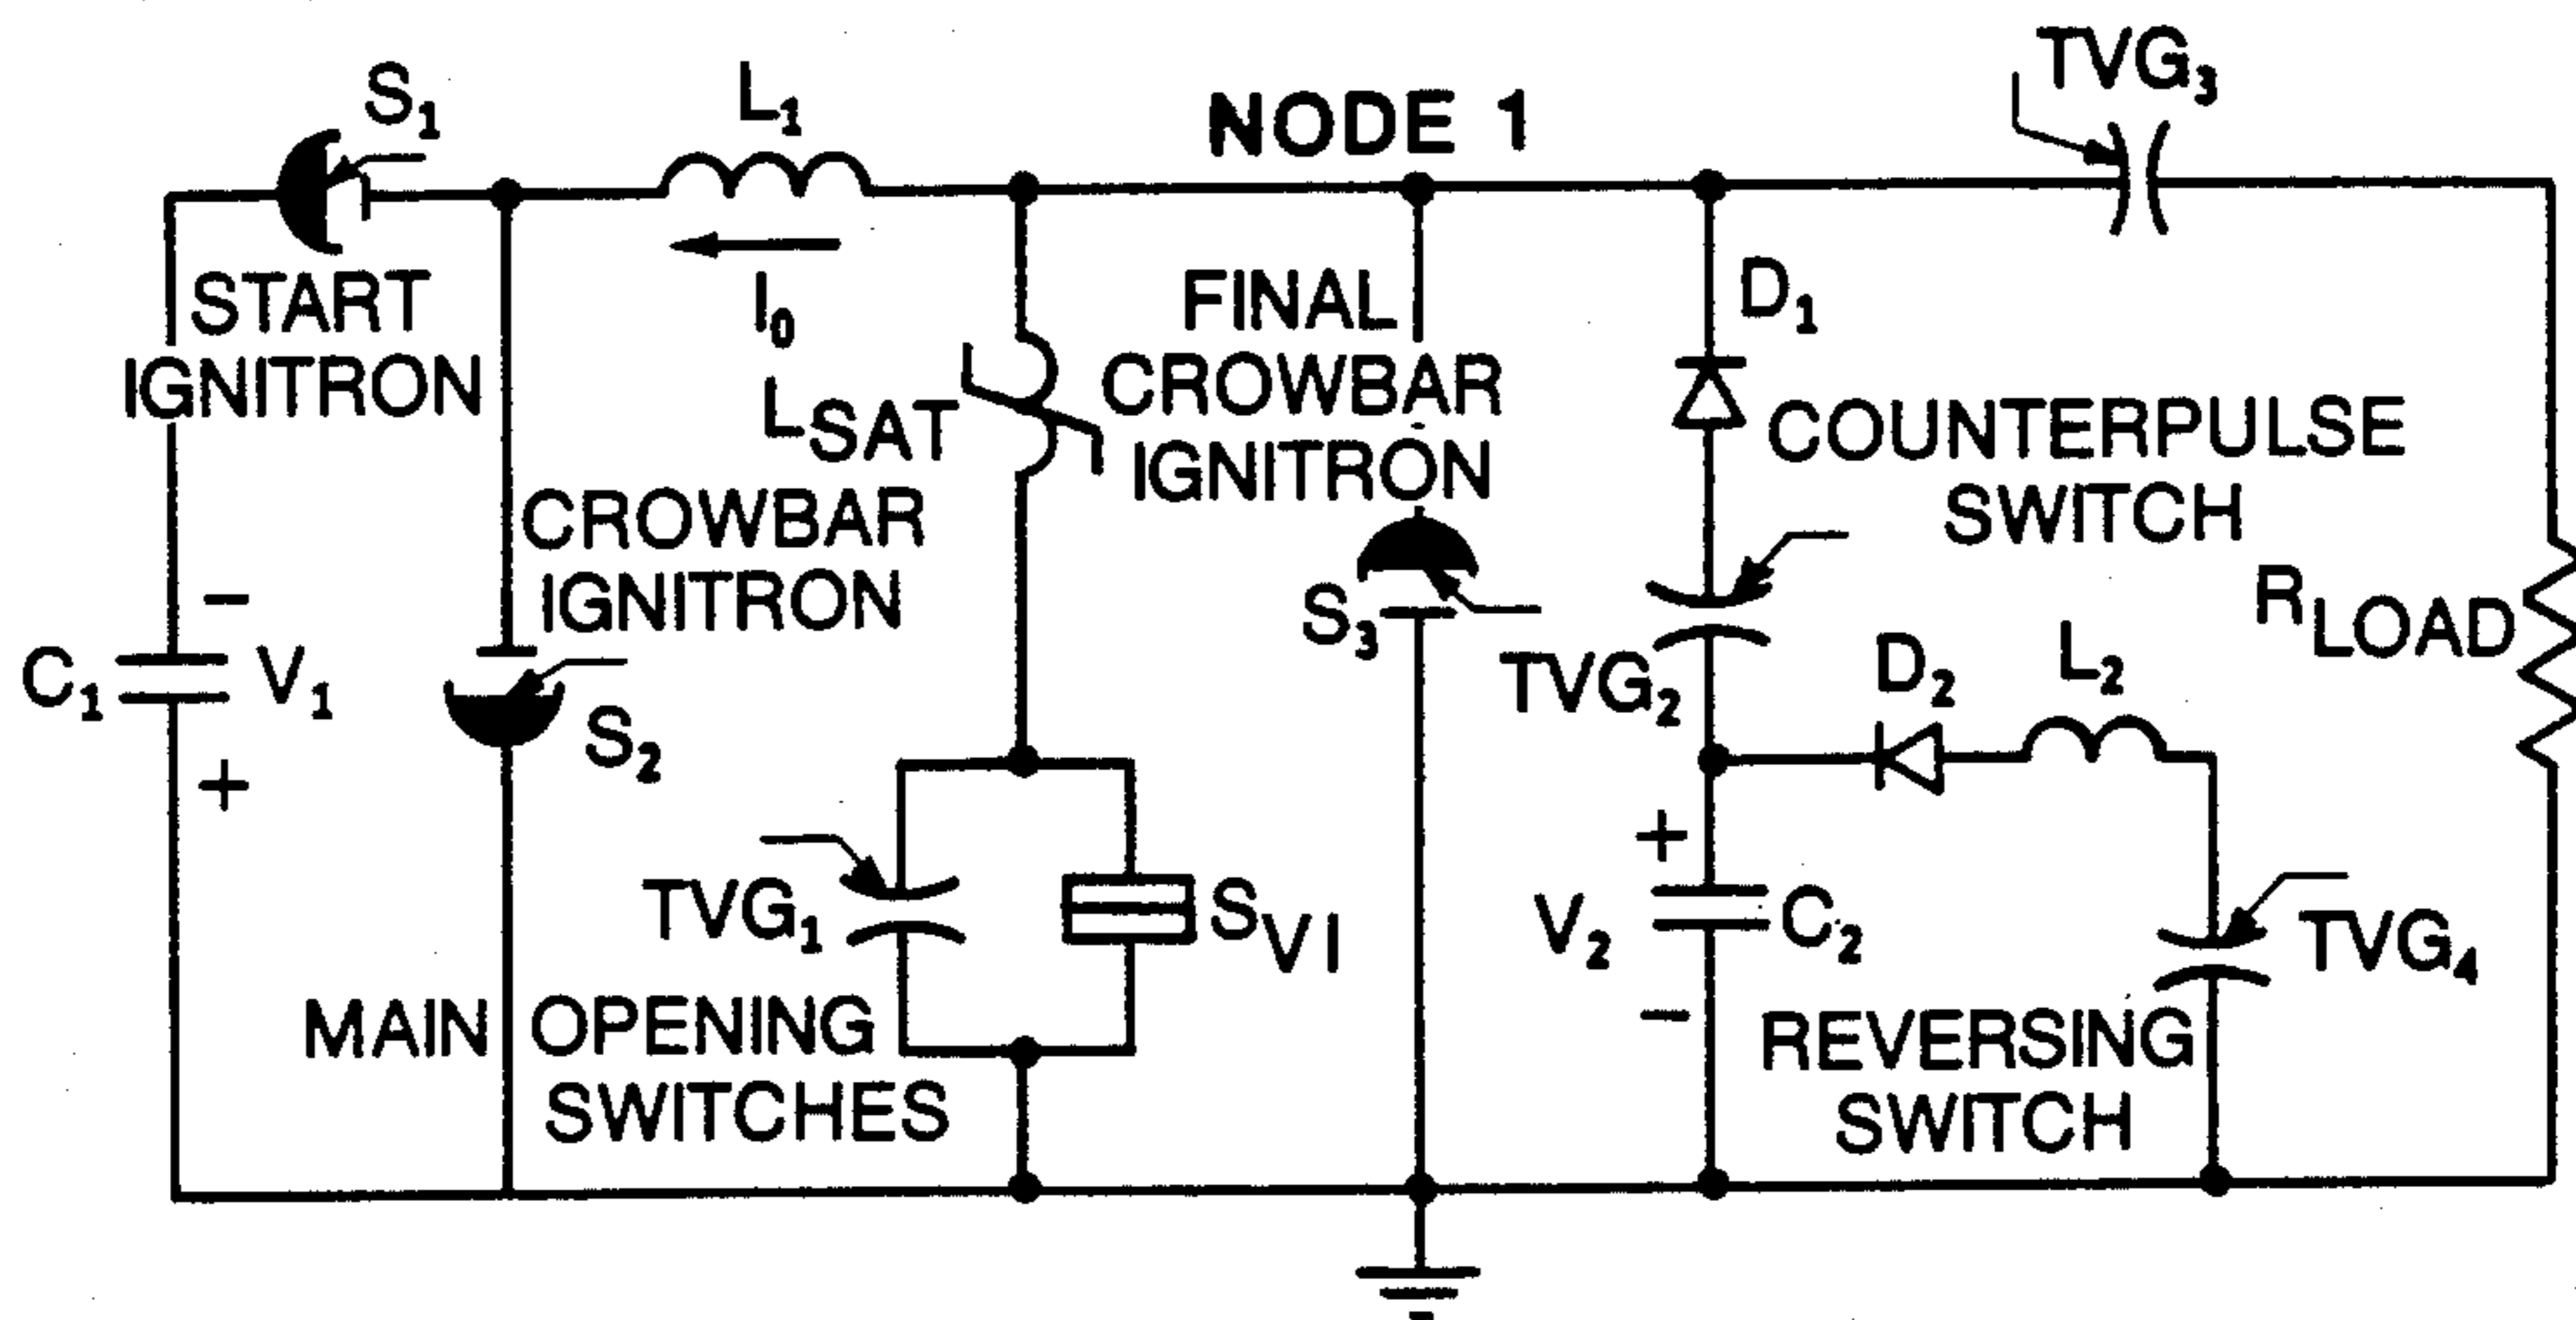 S₁
START
IGNITRON
L₁
I₀
NODE 1
TVG₃
C₁
−
V₁
+
CROWBAR
IGNITRON
S₂
L_SAT
FINAL
CROWBAR
IGNITRON
S₃
D₁
COUNTERPULSE
SWITCH
TVG₂
D₂
L₂
R_LOAD
TVG₁
S_VI
MAIN OPENING
SWITCHES
+
V₂
−
C₂
TVG₄
REVERSING
SWITCH